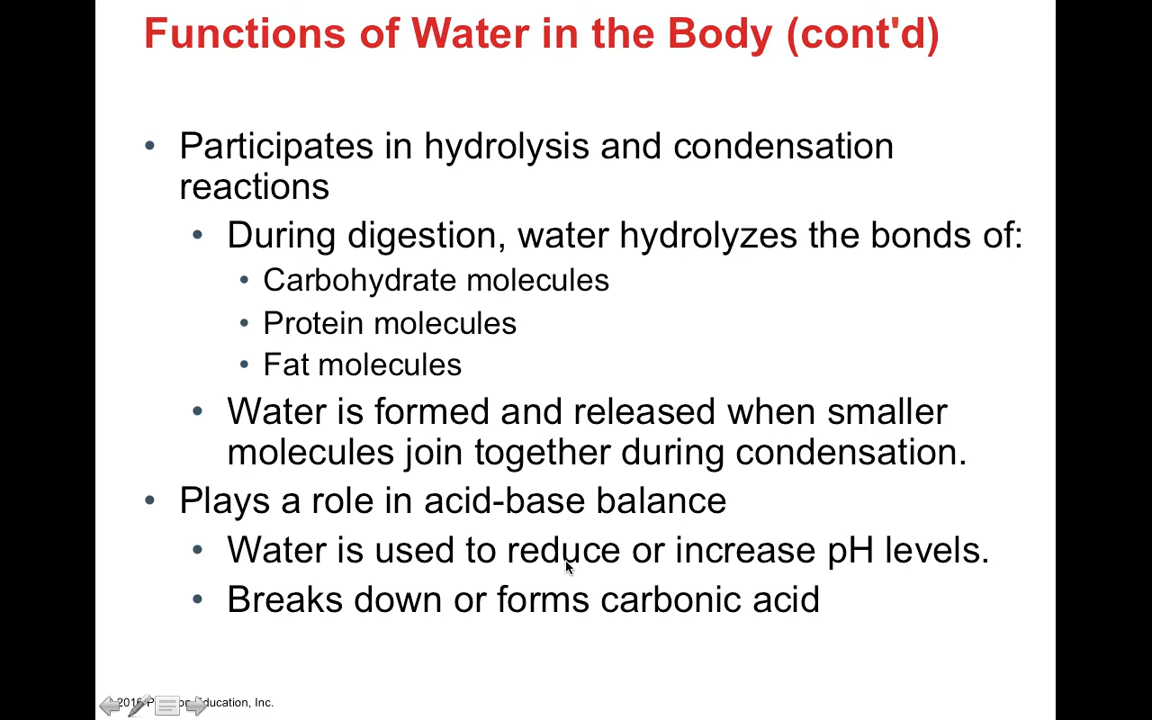 Functions of Water in the Body (cont'd)
• Participates in hydrolysis and condensation
reactions
• During digestion, water hydrolyzes the bonds of:
• Carbohydrate molecules
• Protein molecules
• Fat molecules
• Water is formed and released when smaller
molecules join together during condensation.
• Plays a role in acid-base balance
• Water is used to reduce or increase pH levels.
• Breaks down or forms carbonic acid
2016 Education, Inc.